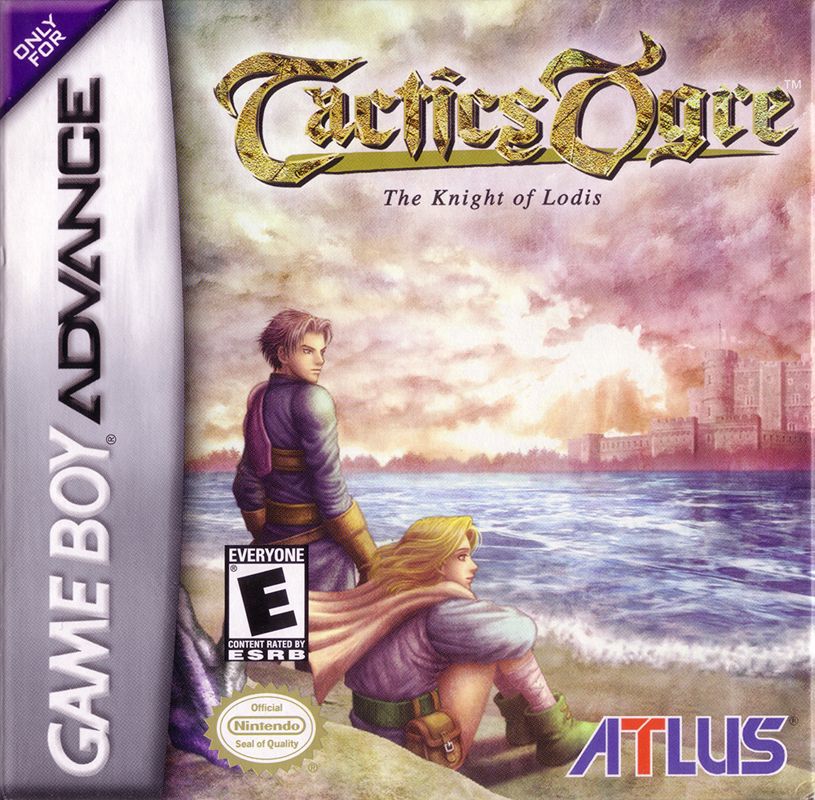 ONLY
FOR
GAME BOY ADVANCE
®
Tactics Ogre
™
The Knight of Lodis
EVERYONE
®
E
CONTENT RATED BY
ESRB
Official
Nintendo
Seal of Quality
®
ATLUS
®